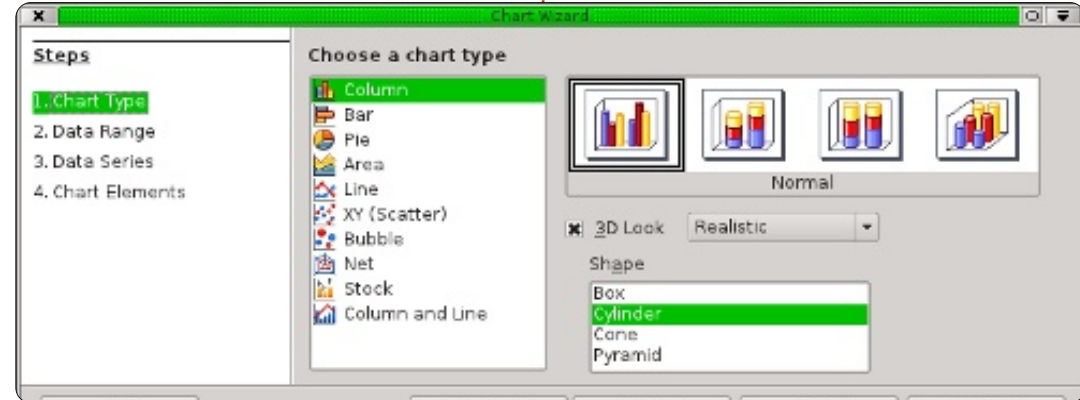 Chart Wizard
Steps
1. Chart Type
2. Data Range
3. Data Series
4. Chart Elements
Choose a chart type
Column
Bar
Pie
Area
Line
XY (Scatter)
Bubble
Net
Stock
Column and Line
Normal
3D Look
Realistic
Shape
Box
Cylinder
Cone
Pyramid